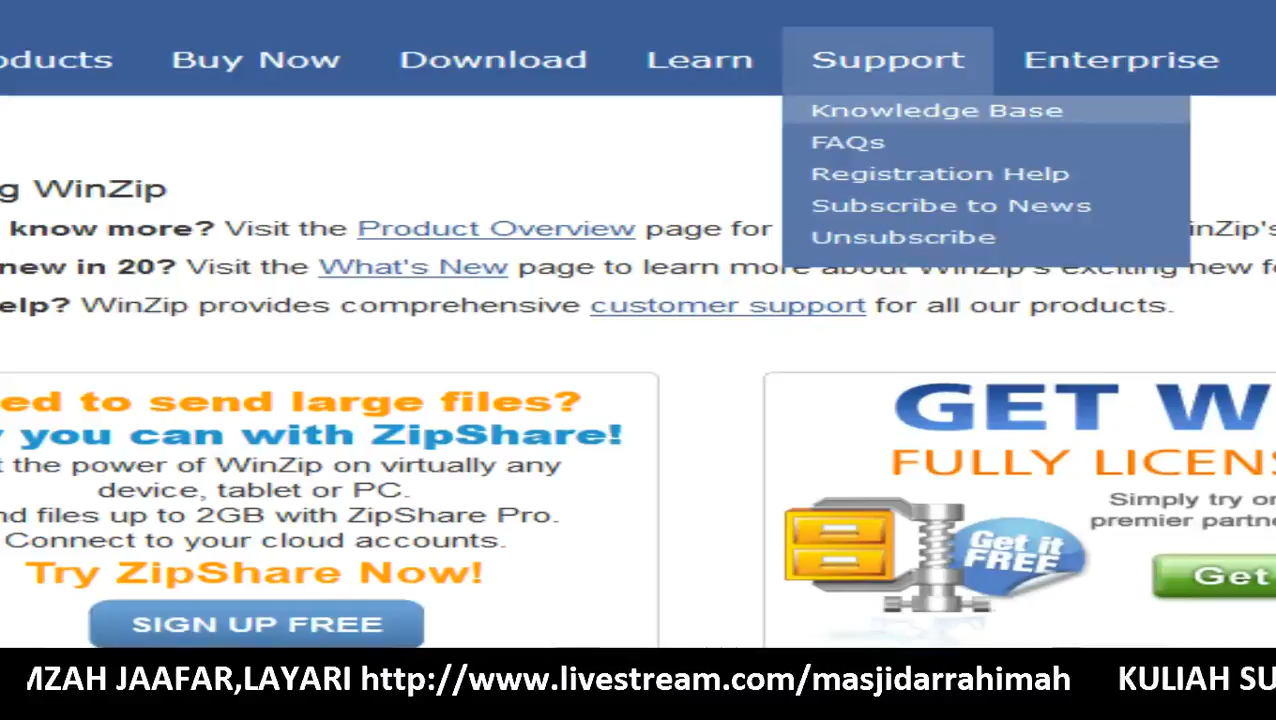 oducts Buy Now Download Learn Support Enterprise
Knowledge Base
FAQs
Registration Help
Subscribe to News
Unsubscribe
g WinZip
know more? Visit the Product Overview page for inZip's
new in 20? Visit the What's New page to learn more about WinZip's exciting new fe
elp? WinZip provides comprehensive customer support for all our products.
ed to send large files?
y you can with ZipShare!
t the power of WinZip on virtually any
device, tablet or PC.
nd files up to 2GB with ZipShare Pro.
Connect to your cloud accounts.
Try ZipShare Now!
SIGN UP FREE
GET W
FULLY LICENS
Simply try or
premier partne
Get it
FREE
Get
MZAH JAAFAR,LAYARI http://www.livestream.com/masjidarrahimah KULIAH SU